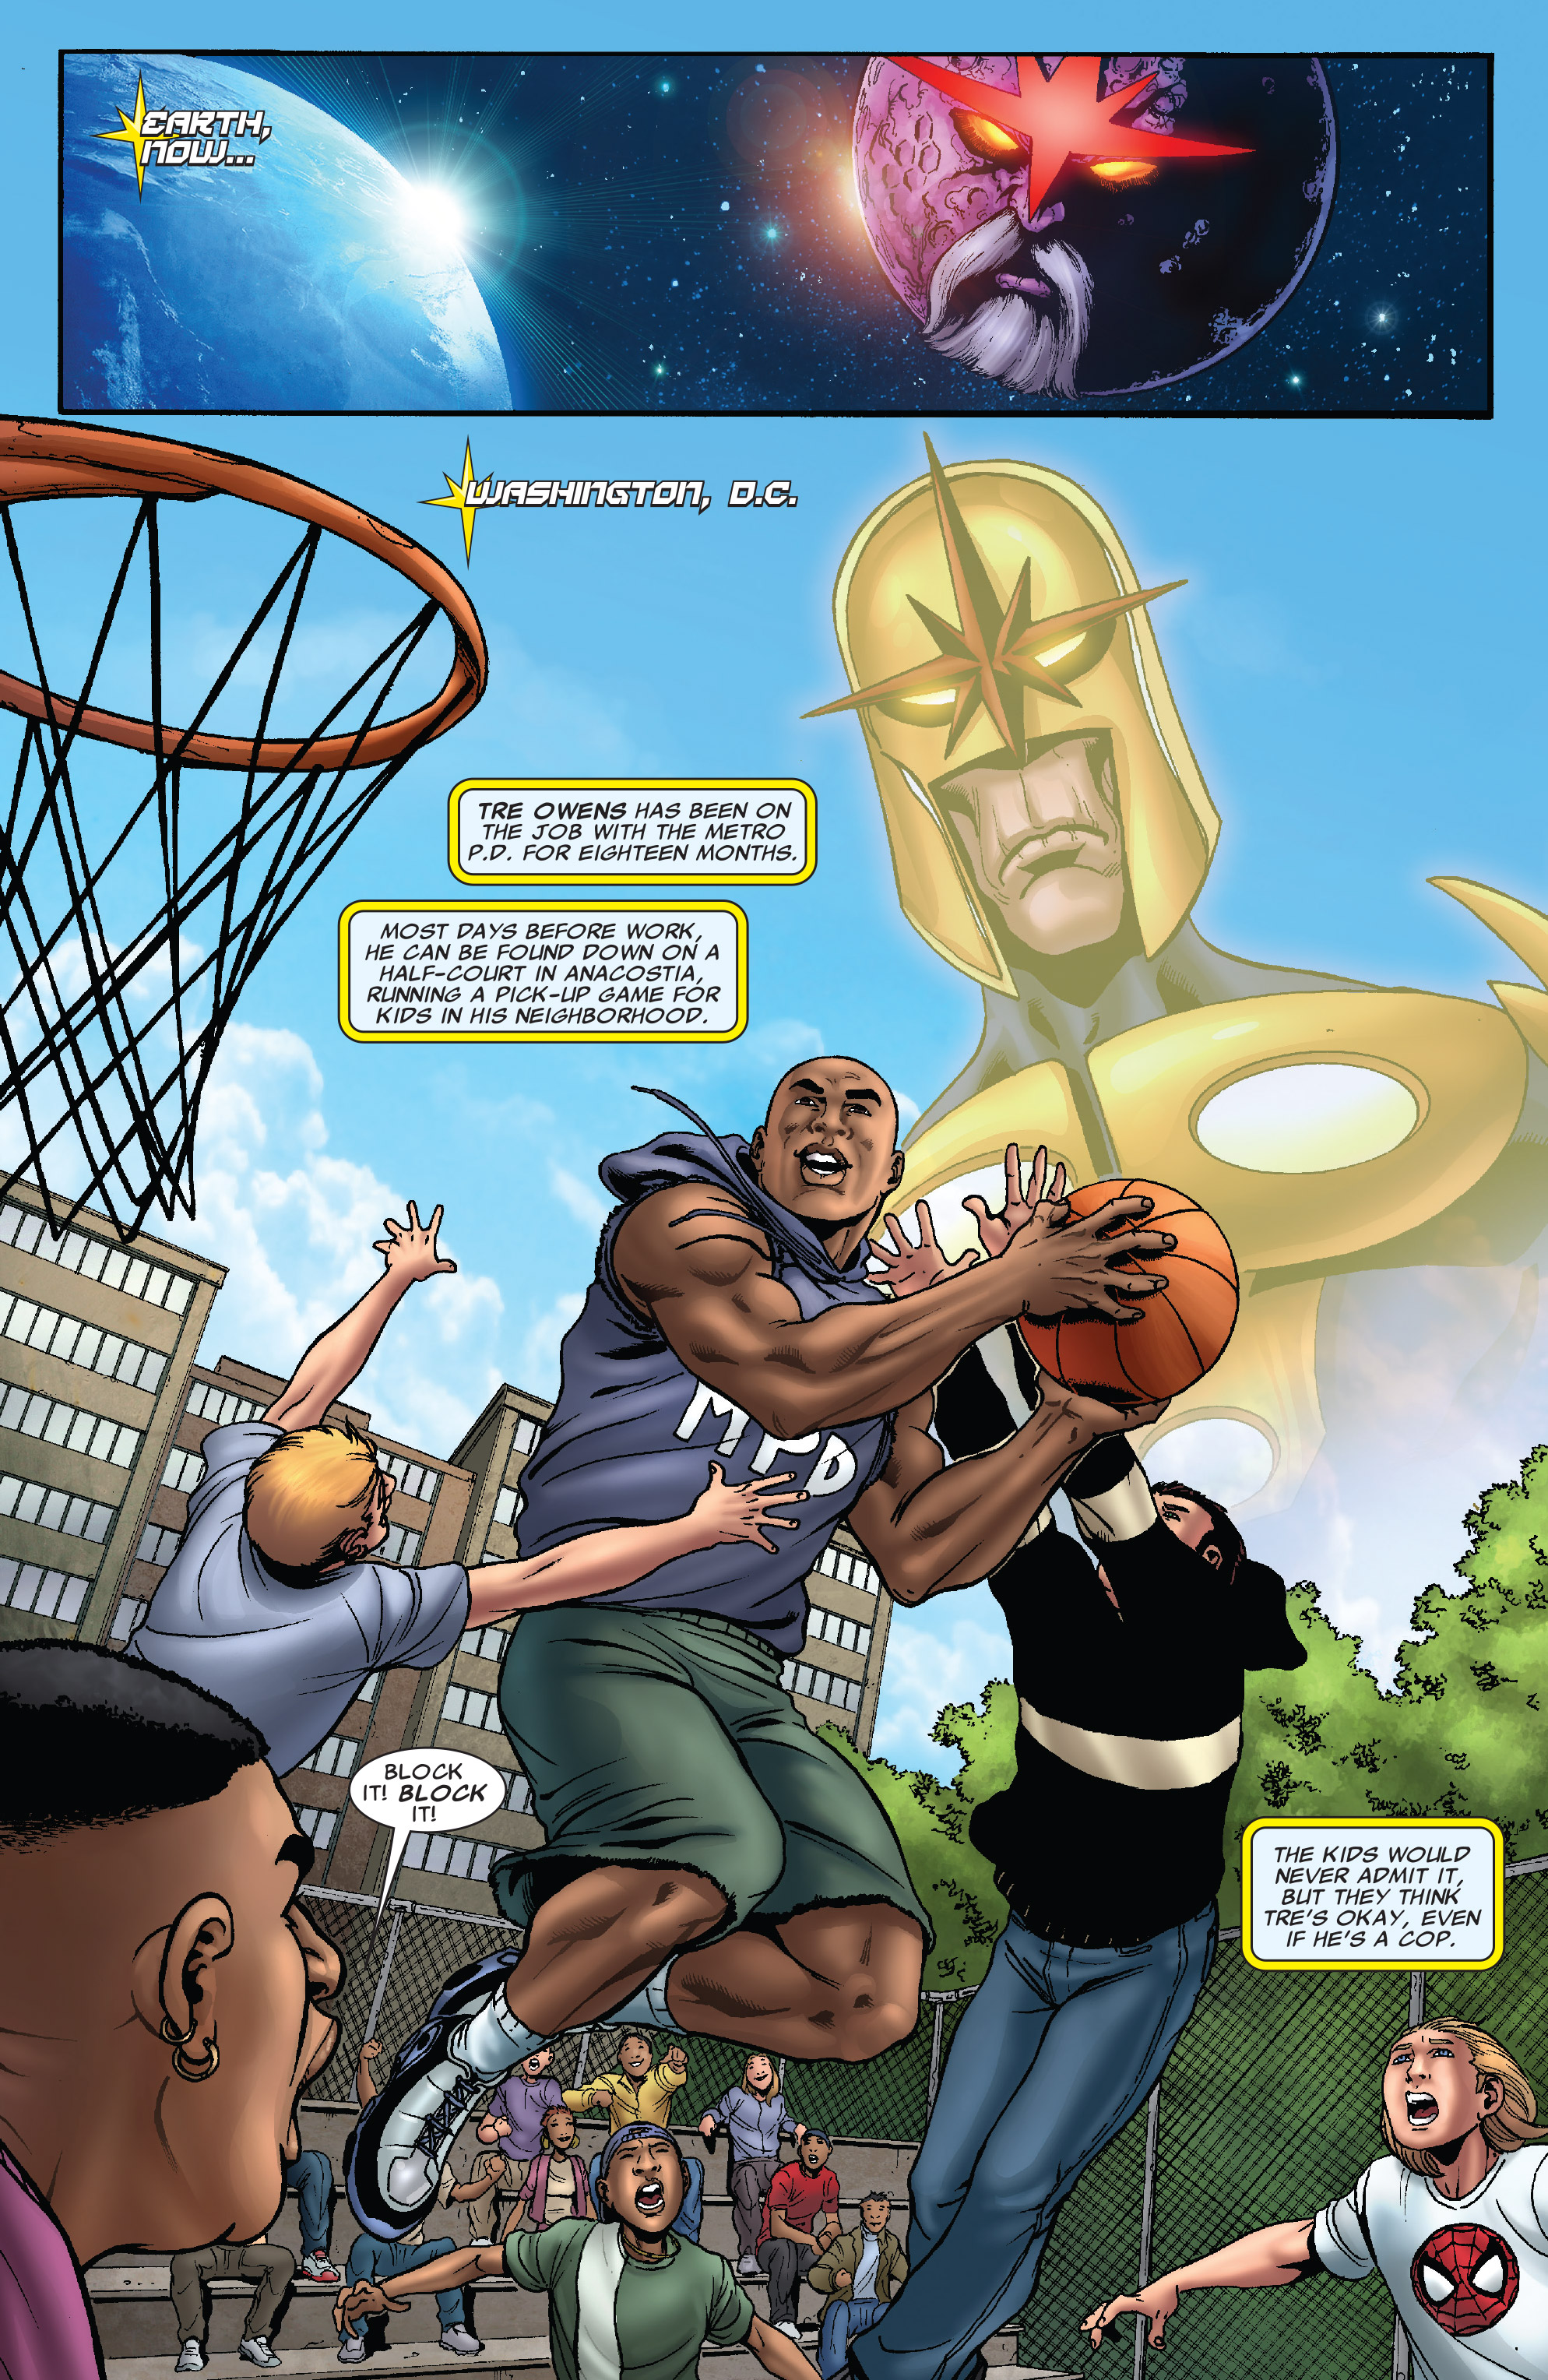 EARTH,
NOW...
WASHINGTON, D.C.
TRE OWENS HAS BEEN ON
THE JOB WITH THE METRO
P.D. FOR EIGHTEEN MONTHS.
MOST DAYS BEFORE WORK,
HE CAN BE FOUND DOWN ON A
HALF-COURT IN ANACOSTIA,
RUNNING A PICK-UP GAME FOR
KIDS IN HIS NEIGHBORHOOD.
MPD
BLOCK
IT! BLOCK
IT!
THE KIDS WOULD
NEVER ADMIT IT,
BUT THEY THINK
TRE'S OKAY, EVEN
IF HE'S A COP.